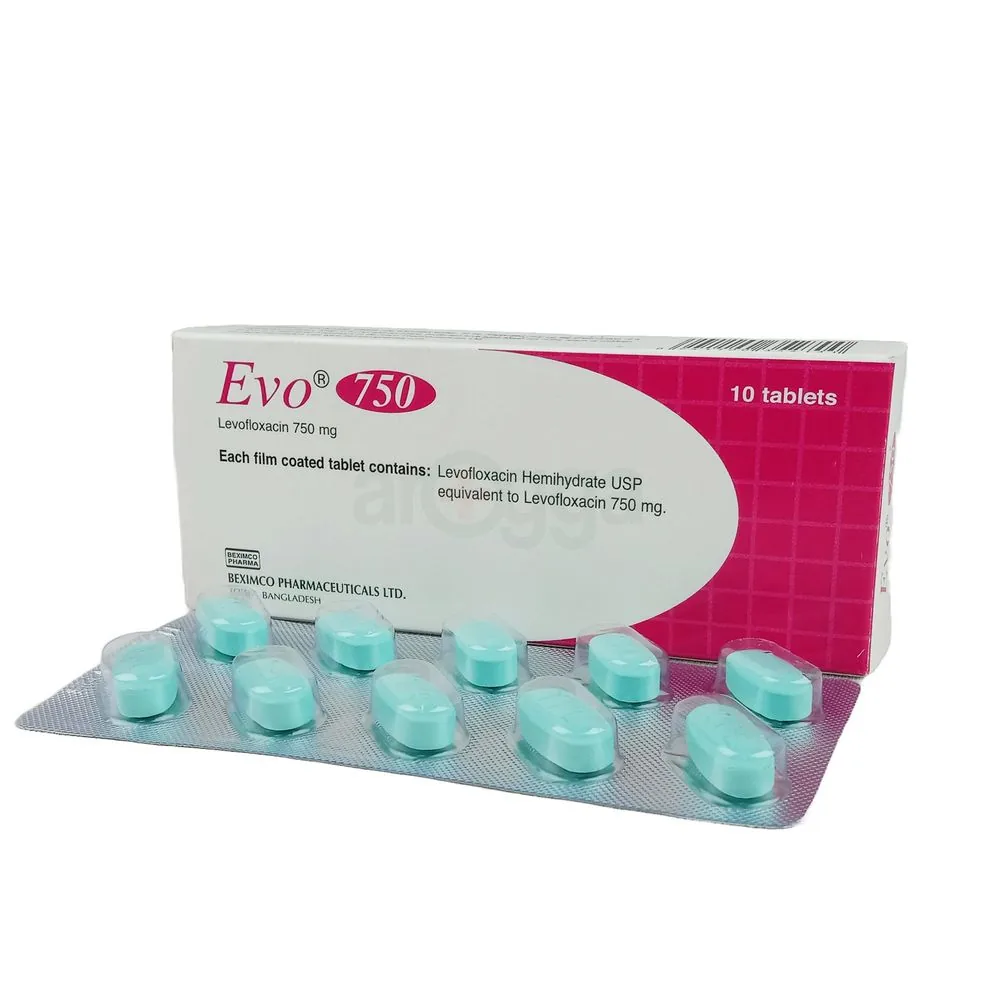 Evo® 750
10 tablets
Levofloxacin 750 mg
Each film coated tablet contains: Levofloxacin Hemihydrate USP
equivalent to Levofloxacin 750 mg.
arogga
BEXIMCO
PHARMA
BEXIMCO PHARMACEUTICALS LTD.
BANGLADESH